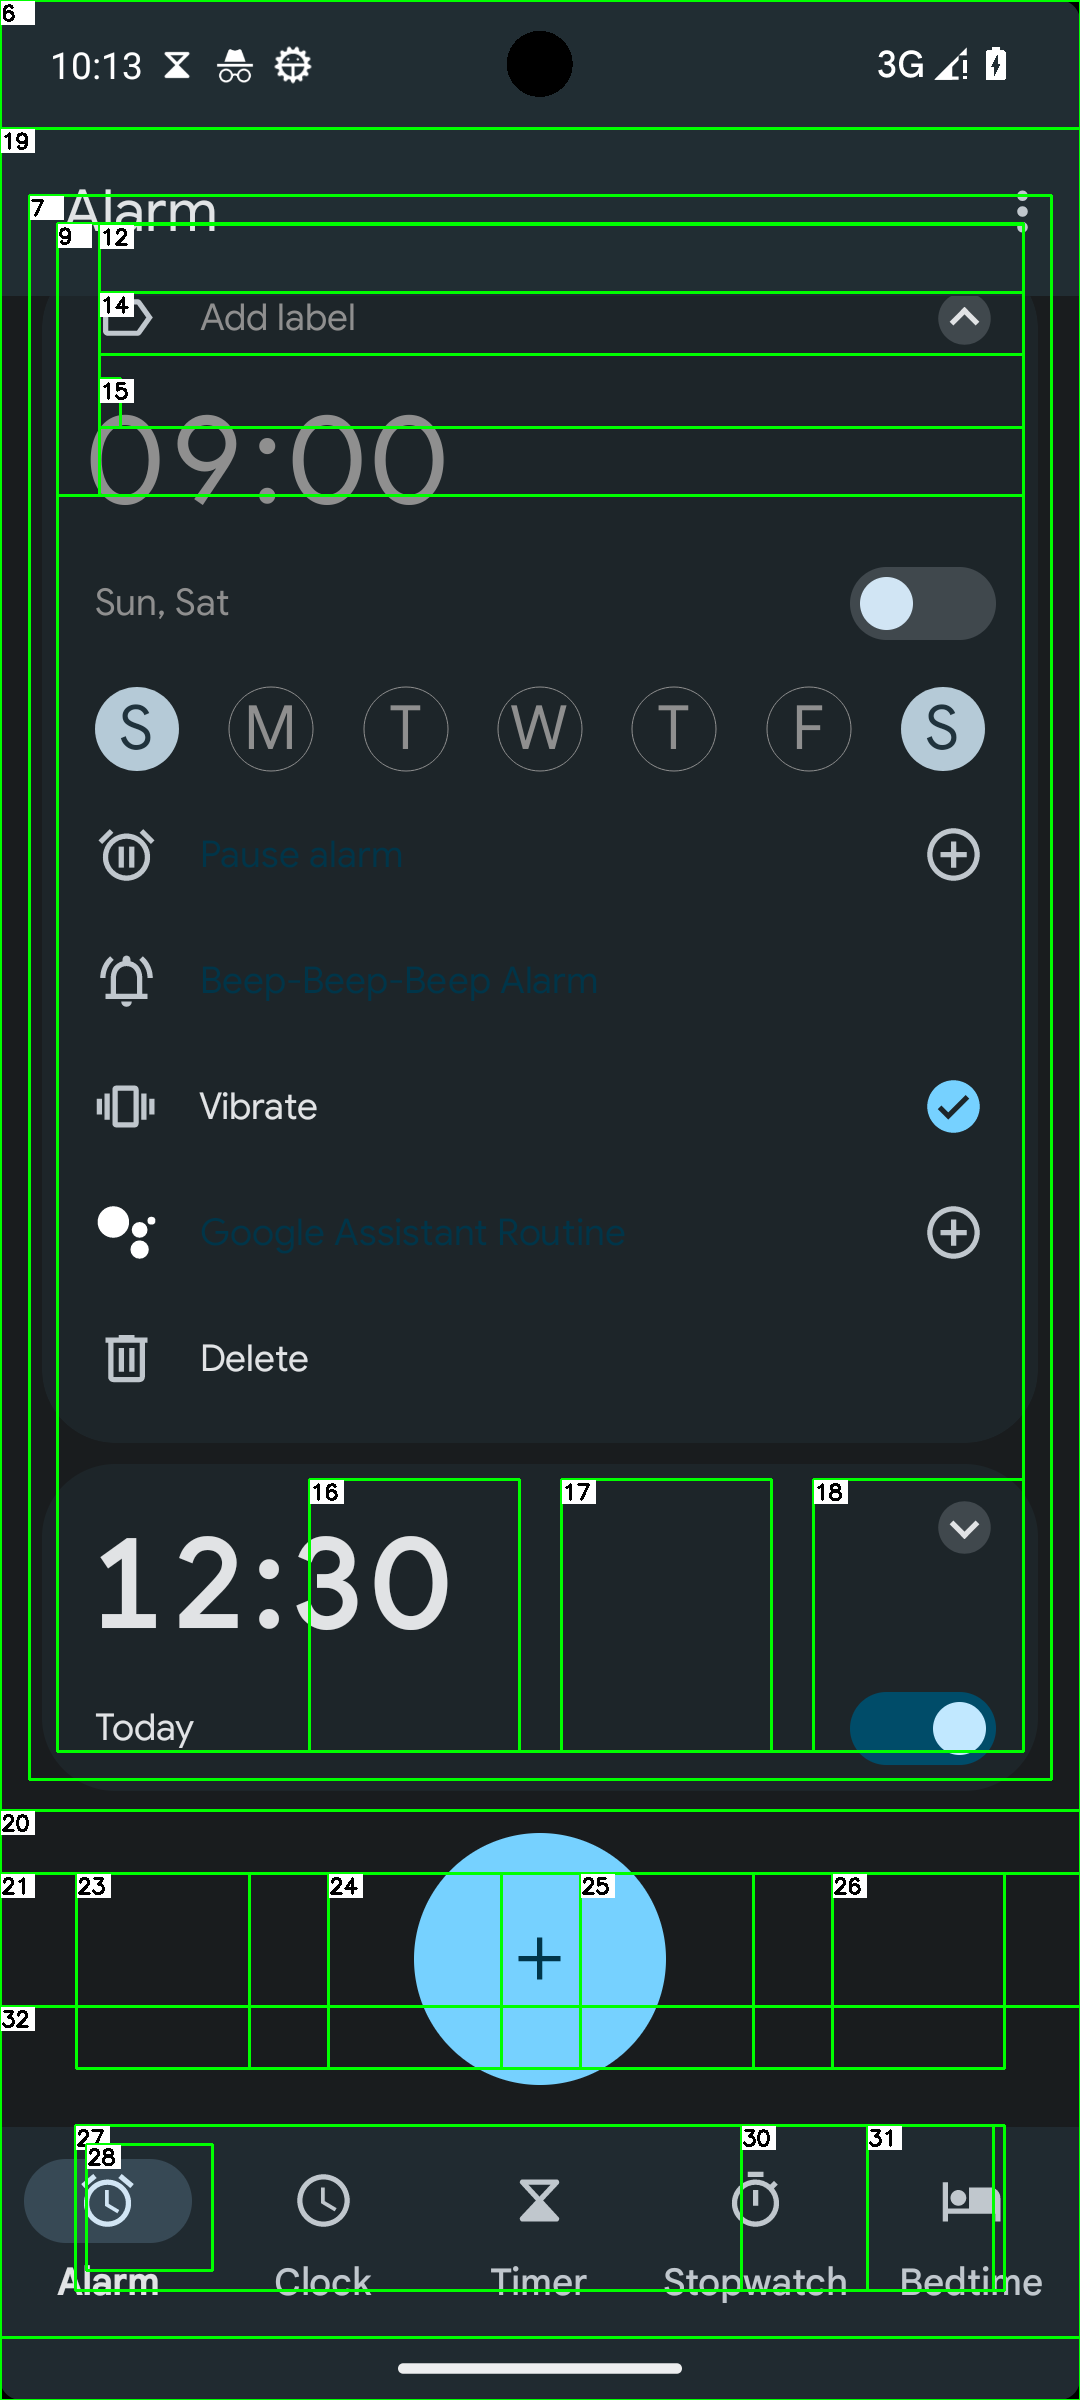 6
10:13
3G
19
7 Alarm
9 12
14 Add label
15
09:00
Sun, Sat
S M T W T F S
Pause alarm
Beep-Beep-Beep Alarm
Vibrate
Google Assistant Routine
Delete
16 17 18
12:30
Today
20
21 23 24 25 26
32
27 30 31
28
Alarm Clock Timer Stopwatch Bedtime